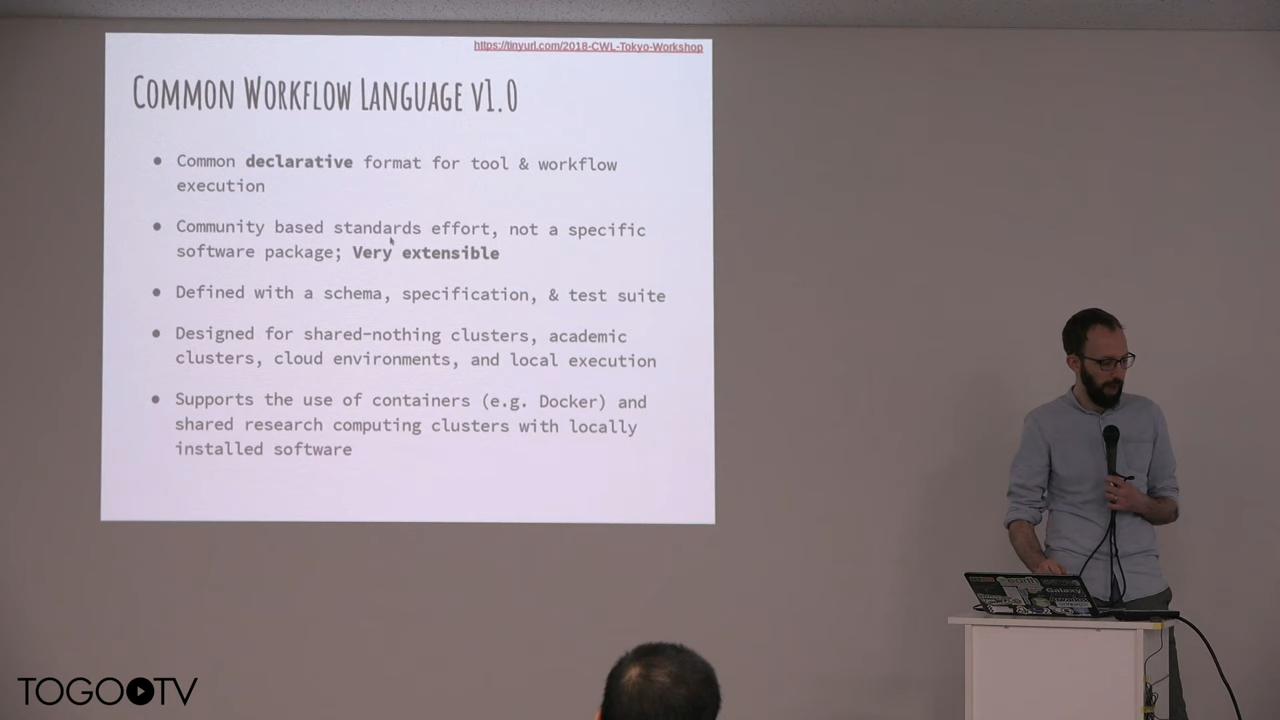 https://tinyurl.com/2018-CWL-Tokyo-Workshop
Common Workflow Language v1.0
● Common declarative format for tool & workflow
execution
● Community based standards effort, not a specific
software package; Very extensible
● Defined with a schema, specification, & test suite
● Designed for shared-nothing clusters, academic
clusters, cloud environments, and local execution
● Supports the use of containers (e.g. Docker) and
shared research computing clusters with locally
installed software
Galaxy
TOGOTV